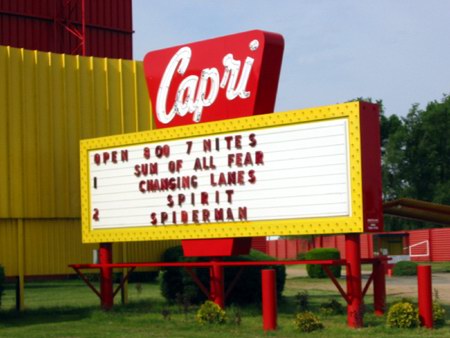 Capri
OPEN 8 00 7 NITES
SUM OF ALL FEAR
1 CHANGING LANES
SPIRIT
2 SPIDERMAN